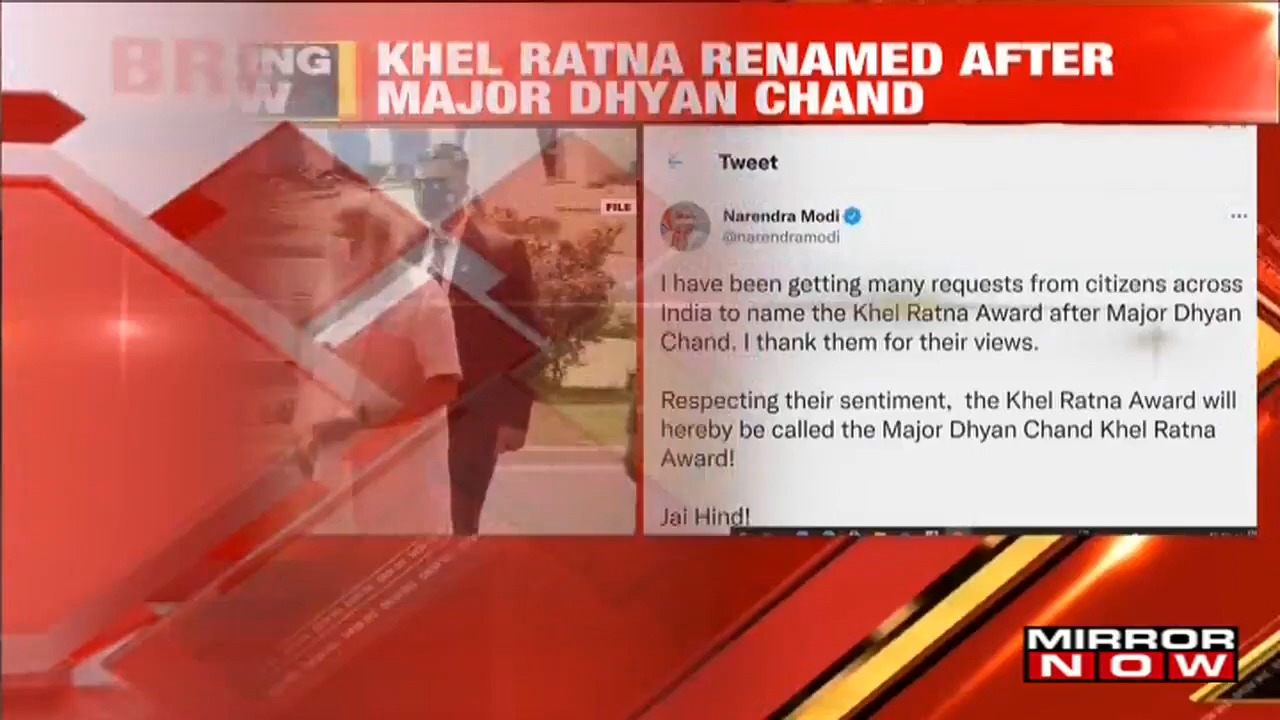 BR NG
W
KHEL RATNA RENAMED AFTER
MAJOR DHYAN CHAND
FILE
Tweet
Narendra Modi
@narendramodi
I have been getting many requests from citizens across
India to name the Khel Ratna Award after Major Dhyan
Chand. I thank them for their views.
Respecting their sentiment, the Khel Ratna Award will
hereby be called the Major Dhyan Chand Khel Ratna
Award!
Jai Hind!
MIRROR
NOW